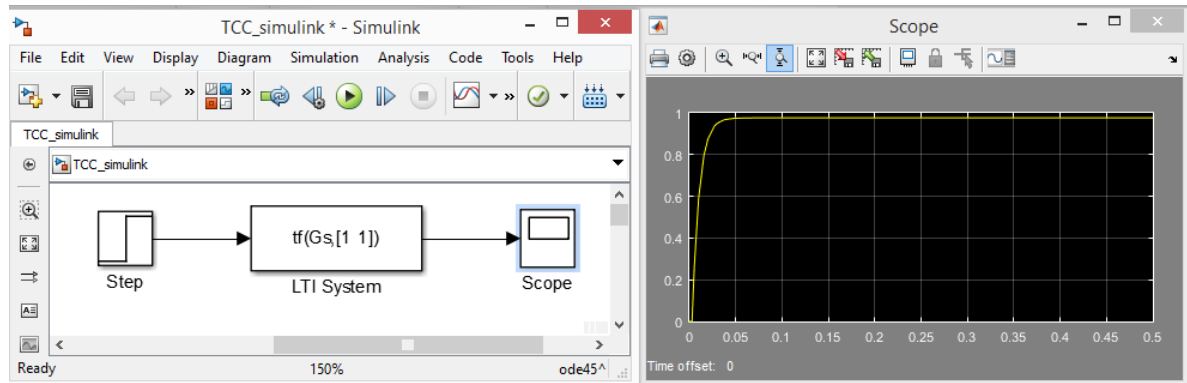 TCC_simulink * - Simulink
File Edit View Display Diagram Simulation Analysis Code Tools Help
» » »
TCC_simulink
TCC_simulink
tf(Gs,[1 1])
Step
LTI System
Scope
Ready 150% ode45^
Scope
1
0.8
0.6
0.4
0.2
0
0 0.05 0.1 0.15 0.2 0.25 0.3 0.35 0.4 0.45 0.5
Time offset: 0